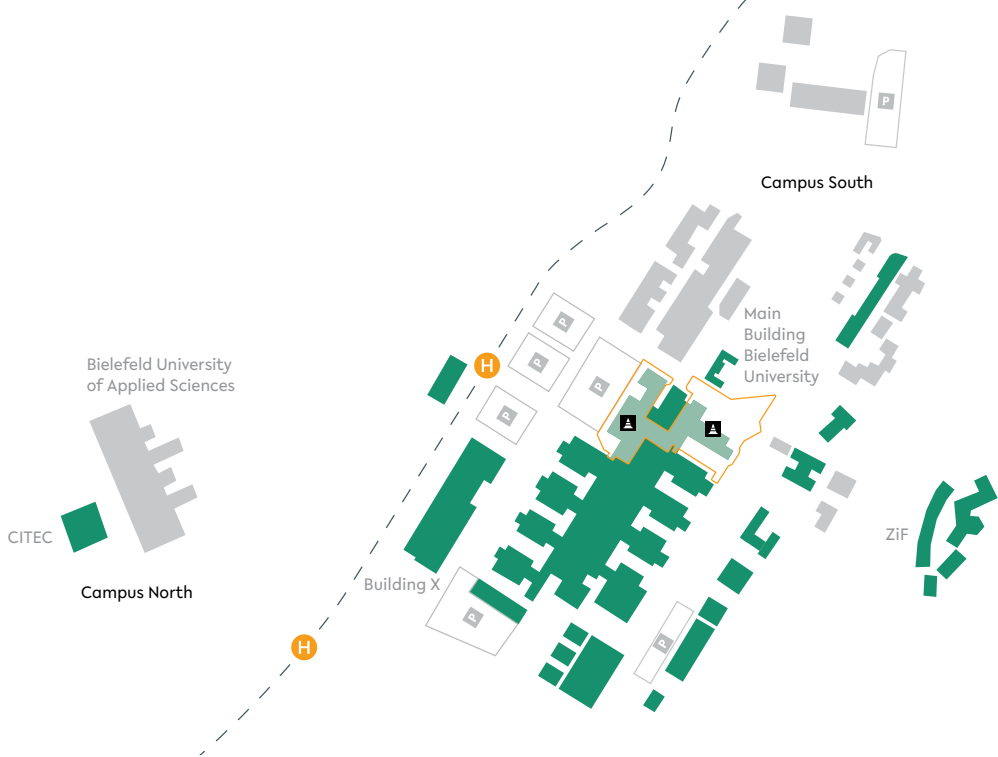 P
Campus South
Main
Building
Bielefeld
University
P
P
H
P
P
Bielefeld University
of Applied Sciences
CITEC
ZiF
Campus North
Building X
P
P
H